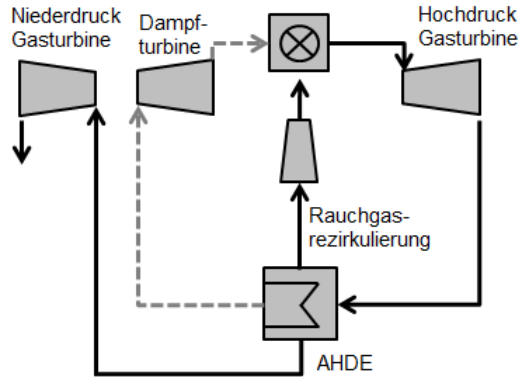 Niederdruck
Gasturbine
Dampf-
turbine
Hochdruck
Gasturbine
Rauchgas-
rezirkulierung
AHDE